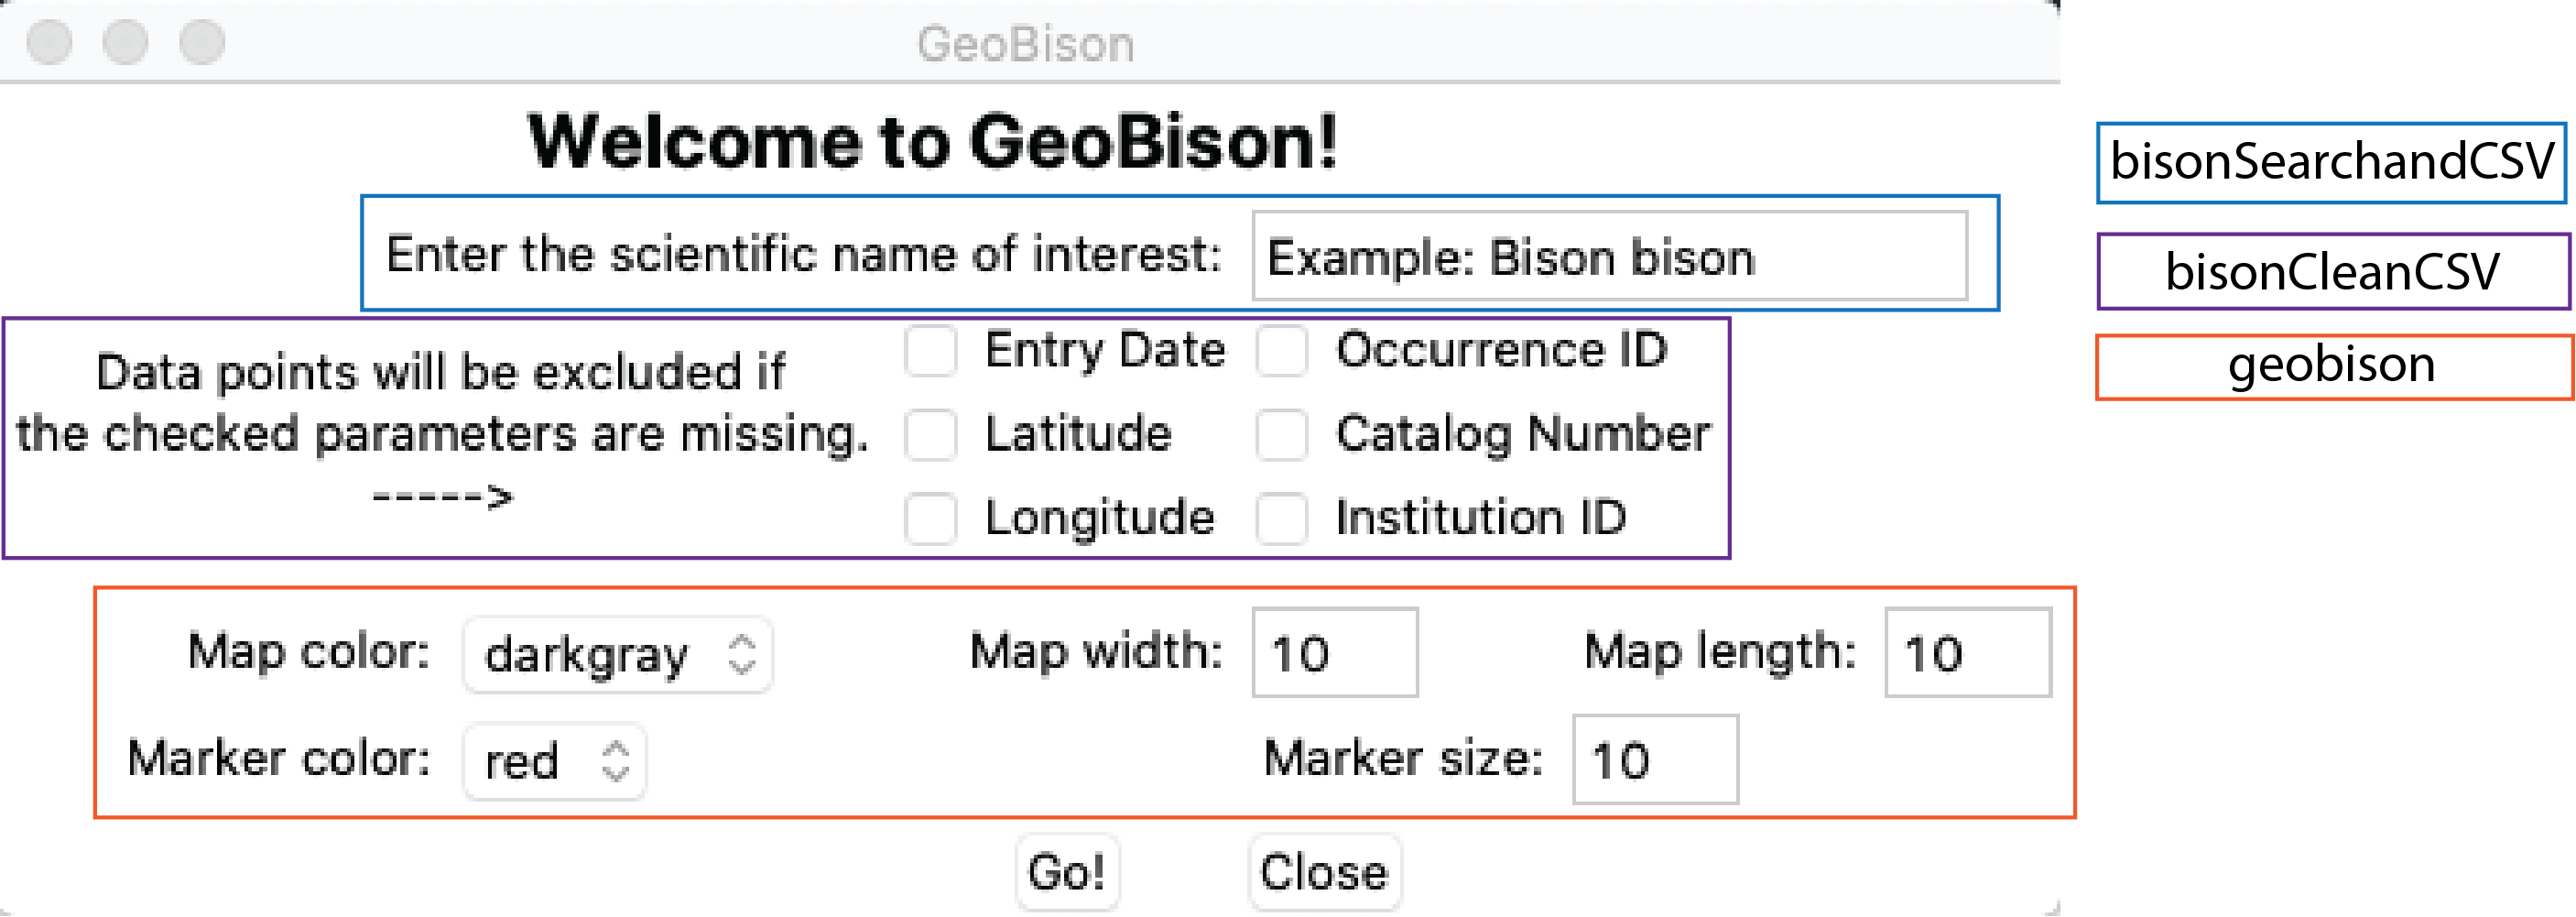 GeoBison
Welcome to GeoBison!
bisonSearchandCSV
Enter the scientific name of interest: Example: Bison bison
bisonCleanCSV
geobison
Data points will be excluded if
the checked parameters are missing.
----->
Entry Date Occurrence ID
Latitude Catalog Number
Longitude Institution ID
Map color: darkgray Map width: 10 Map length: 10
Marker color: red Marker size: 10
Go! Close